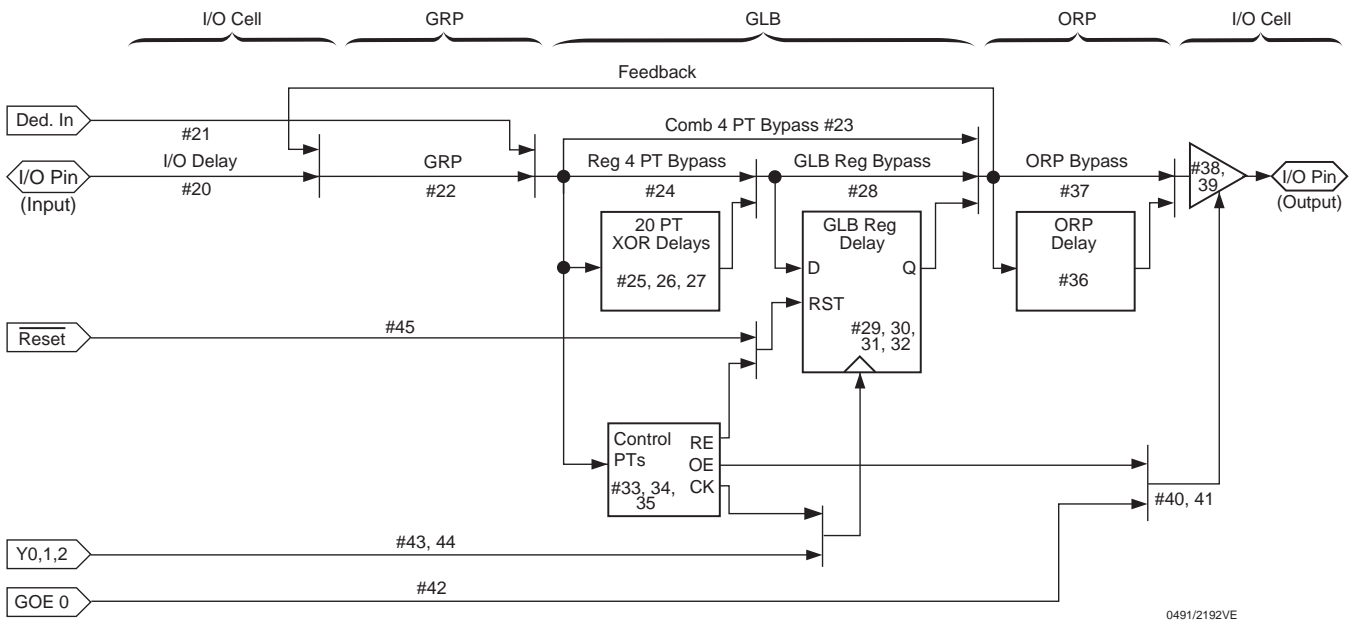 I/O Cell
GRP
GLB
ORP
I/O Cell
Feedback
Ded. In
#21
Comb 4 PT Bypass #23
I/O Pin
(Input)
I/O Delay
#20
GRP
#22
Reg 4 PT Bypass
#24
GLB Reg Bypass
#28
ORP Bypass
#37
#38,
39
I/O Pin
(Output)
20 PT
XOR Delays
#25, 26, 27
GLB Reg
Delay
D
Q
RST
#29, 30,
31, 32
ORP
Delay
#36
Reset
#45
Control
PTs
#33, 34,
35
RE
OE
CK
#40, 41
Y0,1,2
#43, 44
GOE 0
#42
0491/2192VE